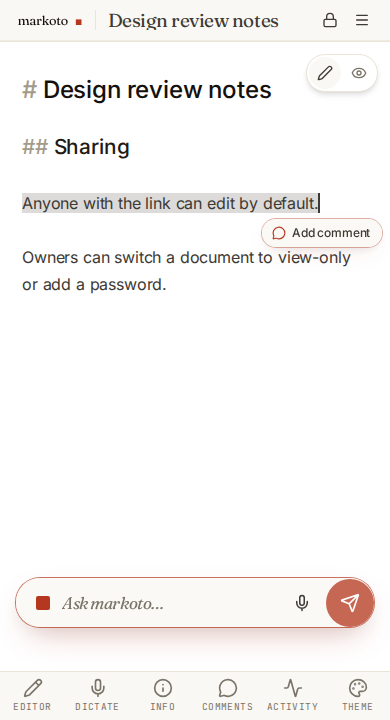 markoto
Design review notes
# Design review notes
## Sharing
Anyone with the link can edit by default.
Add comment
Owners can switch a document to view-only
or add a password.
Ask markoto...
EDITOR
DICTATE
INFO
COMMENTS
ACTIVITY
THEME